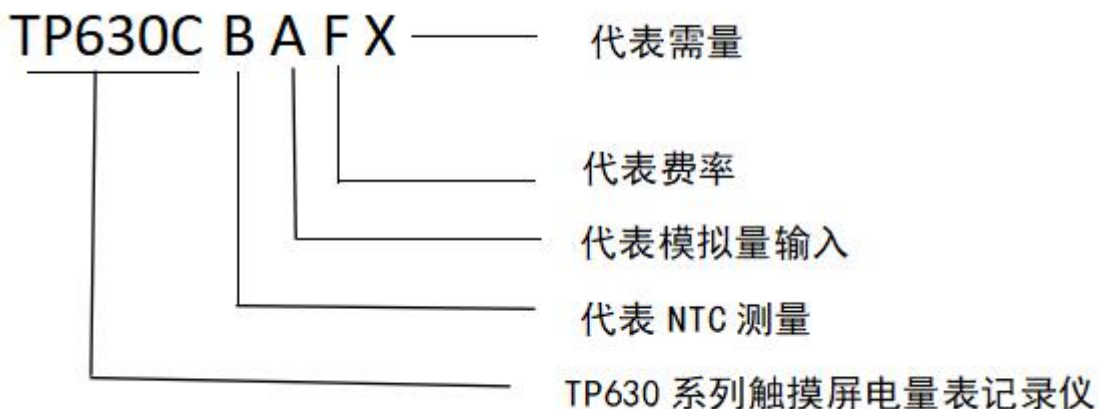 TP630C B A F X
代表需量
代表费率
代表模拟量输入
代表 NTC 测量
TP630 系列触摸屏电量表记录仪